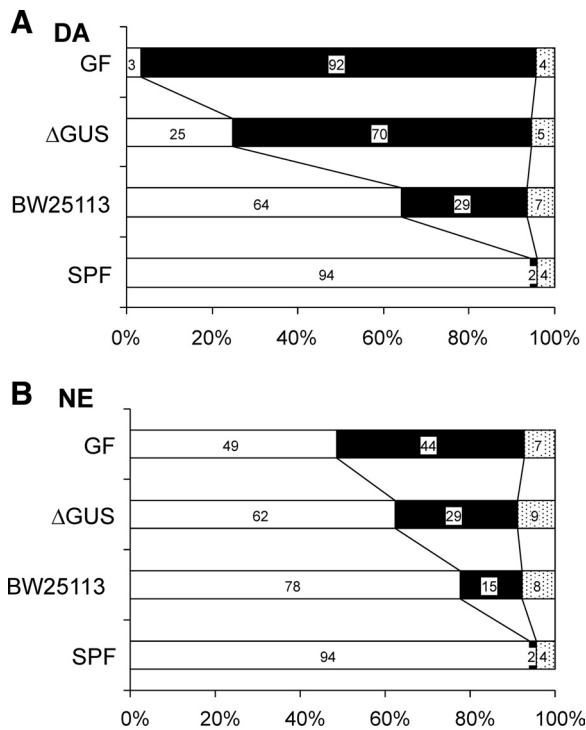 A DA
GF 3 92 4
ΔGUS 25 70 5
BW25113 64 29 7
SPF 94 2 4
0% 20% 40% 60% 80% 100%
B NE
GF 49 44 7
ΔGUS 62 29 9
BW25113 78 15 8
SPF 94 2 4
0% 20% 40% 60% 80% 100%